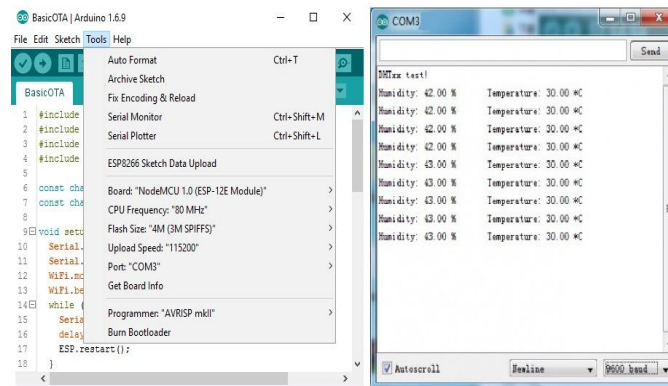 BasicOTA | Arduino 1.6.9
File Edit Sketch Tools Help
BasicOTA
Auto Format Ctrl+T
Archive Sketch
Fix Encoding & Reload
Serial Monitor Ctrl+Shift+M
Serial Plotter Ctrl+Shift+L
ESP8266 Sketch Data Upload
Board: "NodeMCU 1.0 (ESP-12E Module)"
CPU Frequency: "80 MHz"
Flash Size: "4M (3M SPIFFS)"
Upload Speed: "115200"
Port: "COM3"
Get Board Info
Programmer: "AVRISP mkII"
Burn Bootloader
1 #include
2 #include
3 #include
4 #include
5
6 const cha
7 const cha
8
9 void setu
10 Serial.
11 Serial.
12 WiFi.mo
13 WiFi.be
14 while (
15 Seria
16 delay
17 ESP.restart();
18 }
COM3
Send
DHTxx test!
Humidity: 42.00 % Temperature: 30.00 *C
Humidity: 42.00 % Temperature: 30.00 *C
Humidity: 42.00 % Temperature: 30.00 *C
Humidity: 42.00 % Temperature: 30.00 *C
Humidity: 43.00 % Temperature: 30.00 *C
Humidity: 43.00 % Temperature: 30.00 *C
Humidity: 43.00 % Temperature: 30.00 *C
Humidity: 43.00 % Temperature: 30.00 *C
Humidity: 43.00 % Temperature: 30.00 *C
Autoscroll Newline 9600 baud